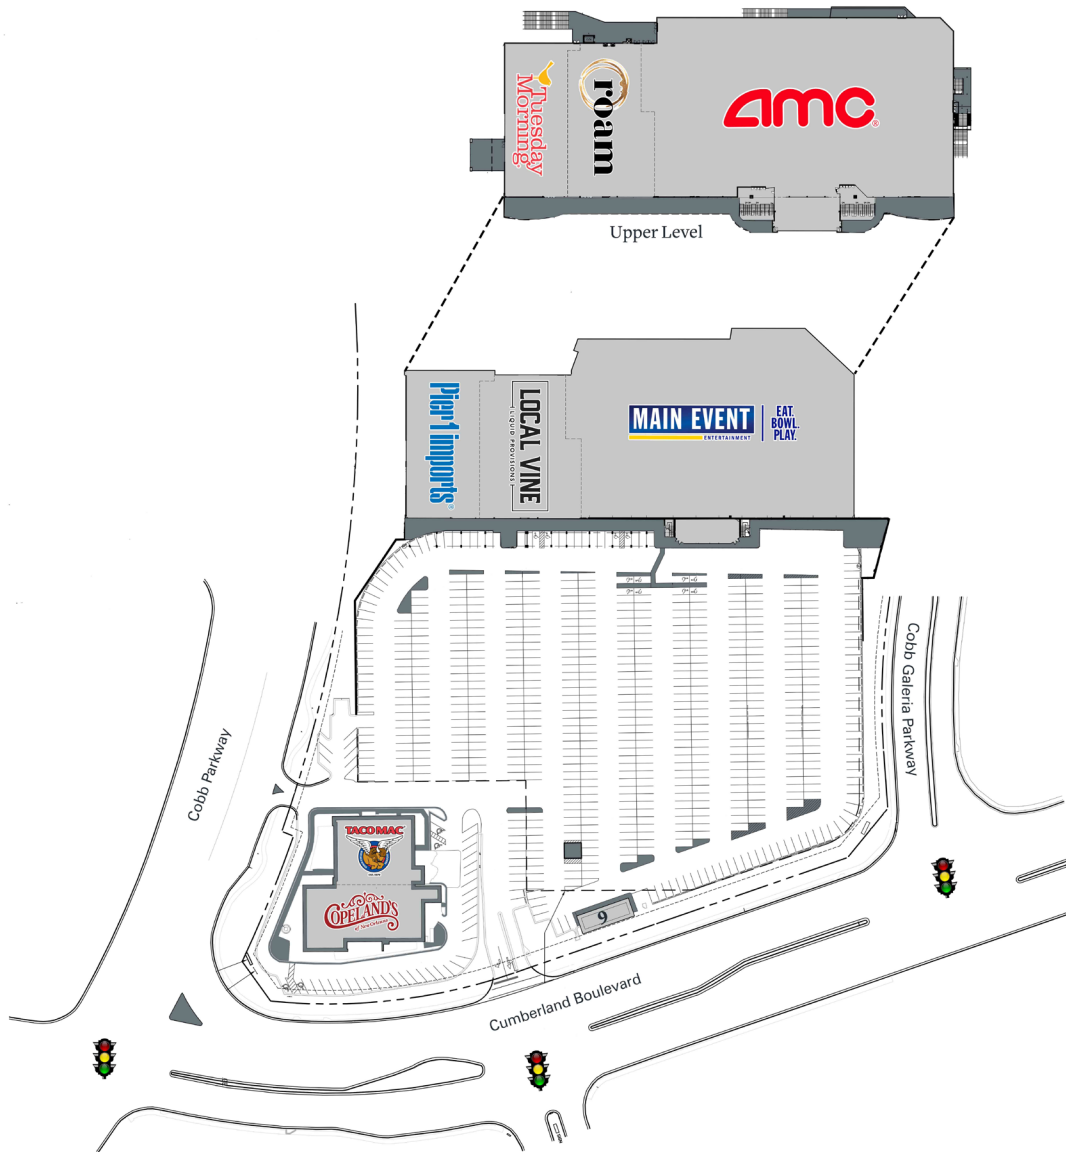 Tuesday
Morning
roam
AMC
Upper Level
Pier 1 imports
LOCAL VINE
LIQUID PROVISIONS
MAIN EVENT
ENTERTAINMENT
EAT.
BOWL.
PLAY.
Cobb Galeria Parkway
Cobb Parkway
TACO MAC
COPELAND'S
of New Orleans
9
Cumberland Boulevard